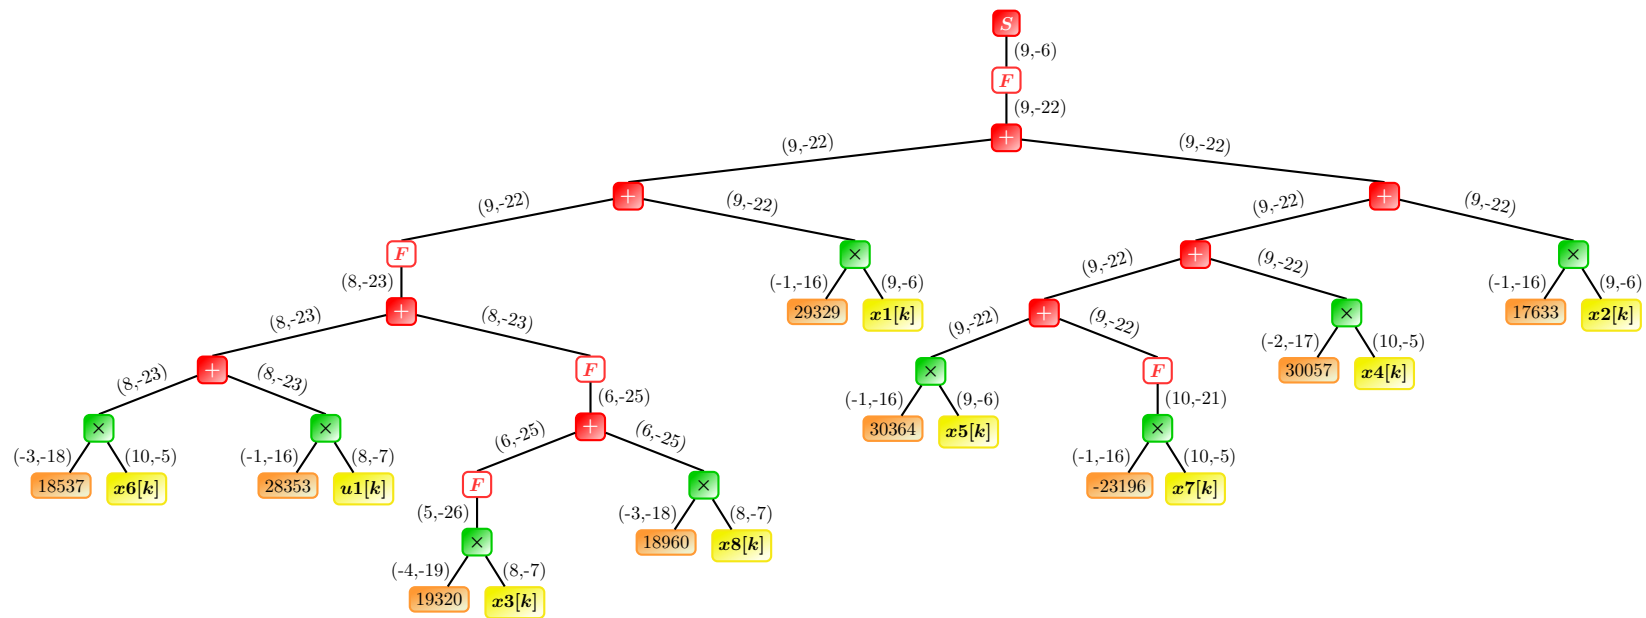 S
(9,-6)
F
(9,-22)
+
(9,-22) (9,-22)
+ +
(9,-22) (9,-22) (9,-22) (9,-22)
F × + ×
(8,-23) (-1,-16) (9,-6) (9,-22) (9,-22) (-1,-16) (9,-6)
+ 29329 x1[k] + × 17633 x2[k]
(8,-23) (8,-23) (9,-22) (9,-22) (-2,-17) (10,-5)
+ F × F 30057 x4[k]
(8,-23) (8,-23) (6,-25) (-1,-16) (9,-6) (10,-21)
× × + 30364 x5[k] ×
(-3,-18) (10,-5) (-1,-16) (8,-7) (6,-25) (6,-25) (-1,-16) (10,-5)
18537 x6[k] 28353 u1[k] F × -23196 x7[k]
(5,-26) (-3,-18) (8,-7)
× 18960 x8[k]
(-4,-19) (8,-7)
19320 x3[k]